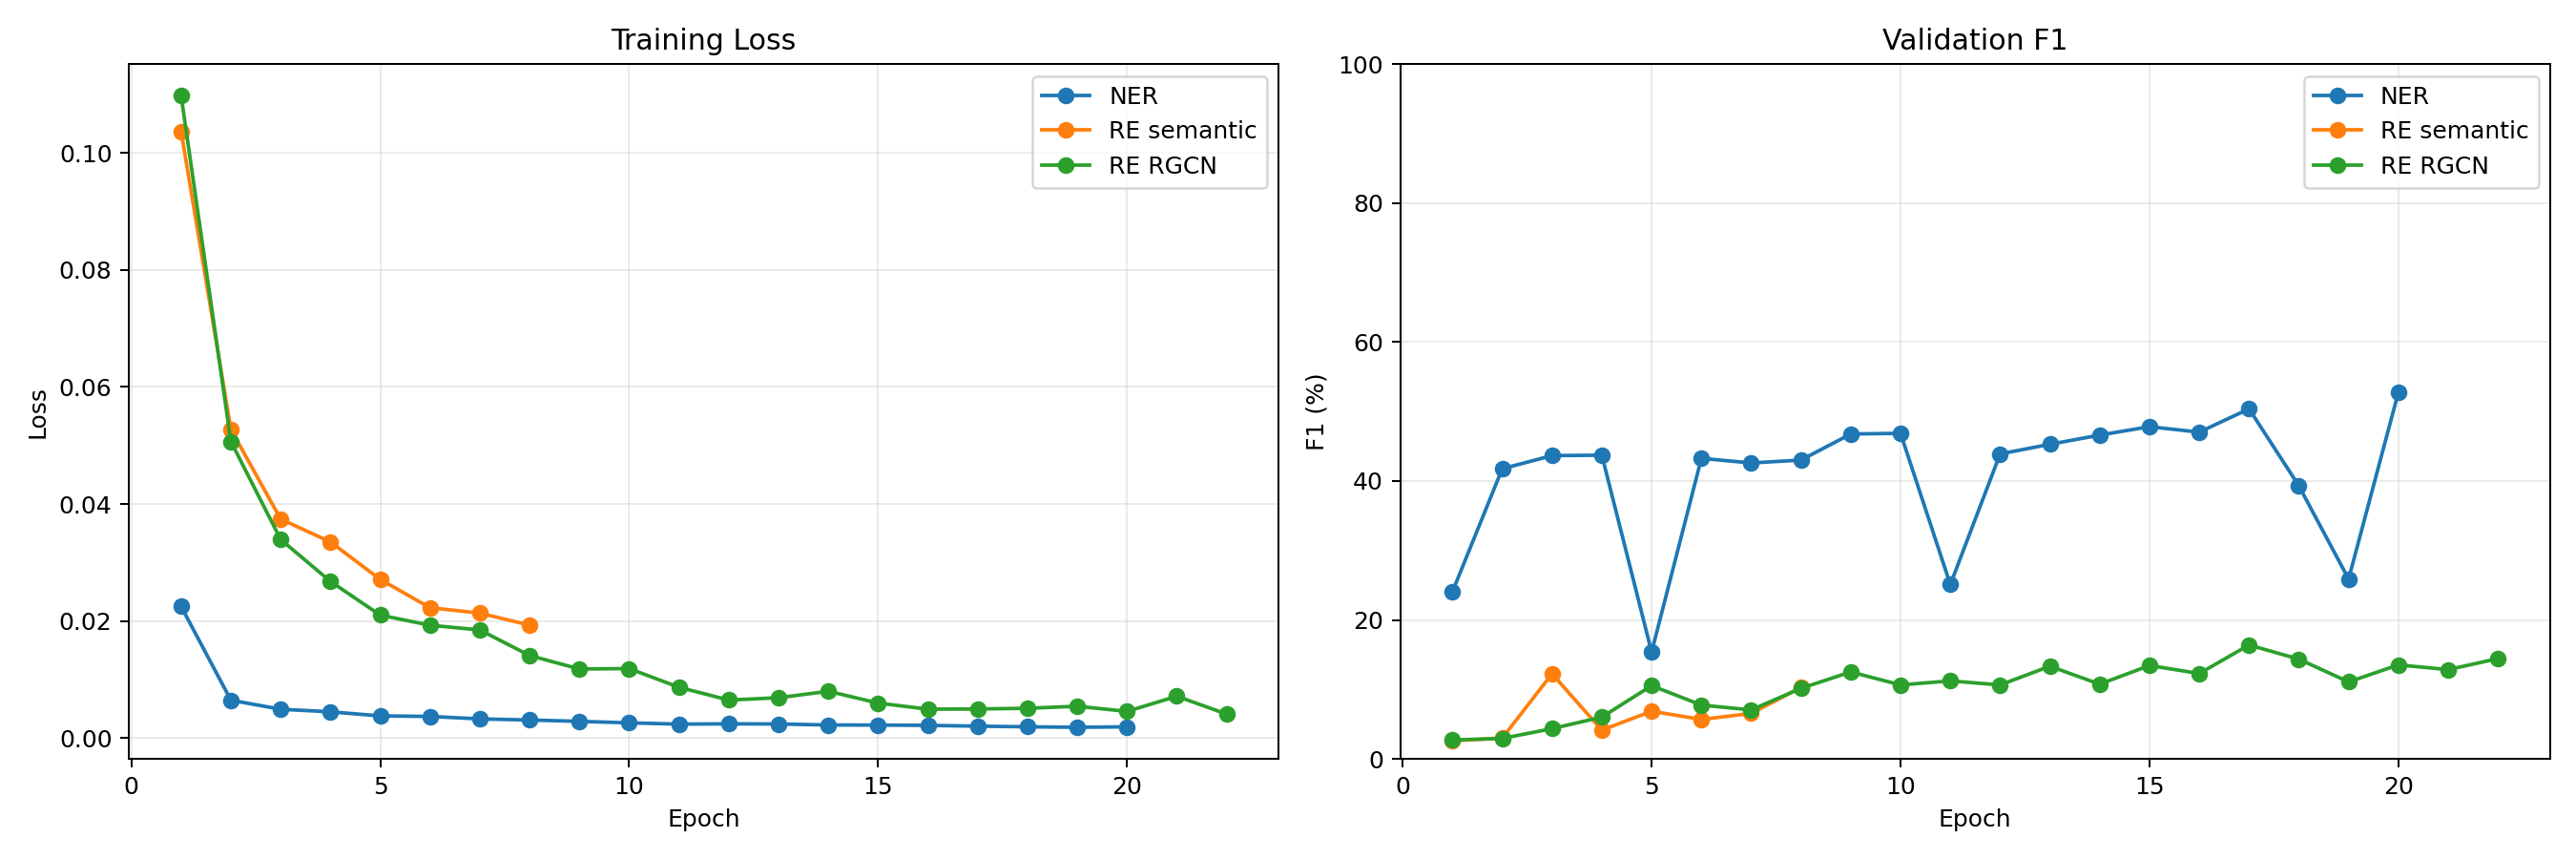 Training Loss
Loss
0.10
0.08
0.06
0.04
0.02
0.00
0 5 10 15 20
Epoch
NER
RE semantic
RE RGCN
Validation F1
F1 (%)
100
80
60
40
20
0
0 5 10 15 20
Epoch
NER
RE semantic
RE RGCN